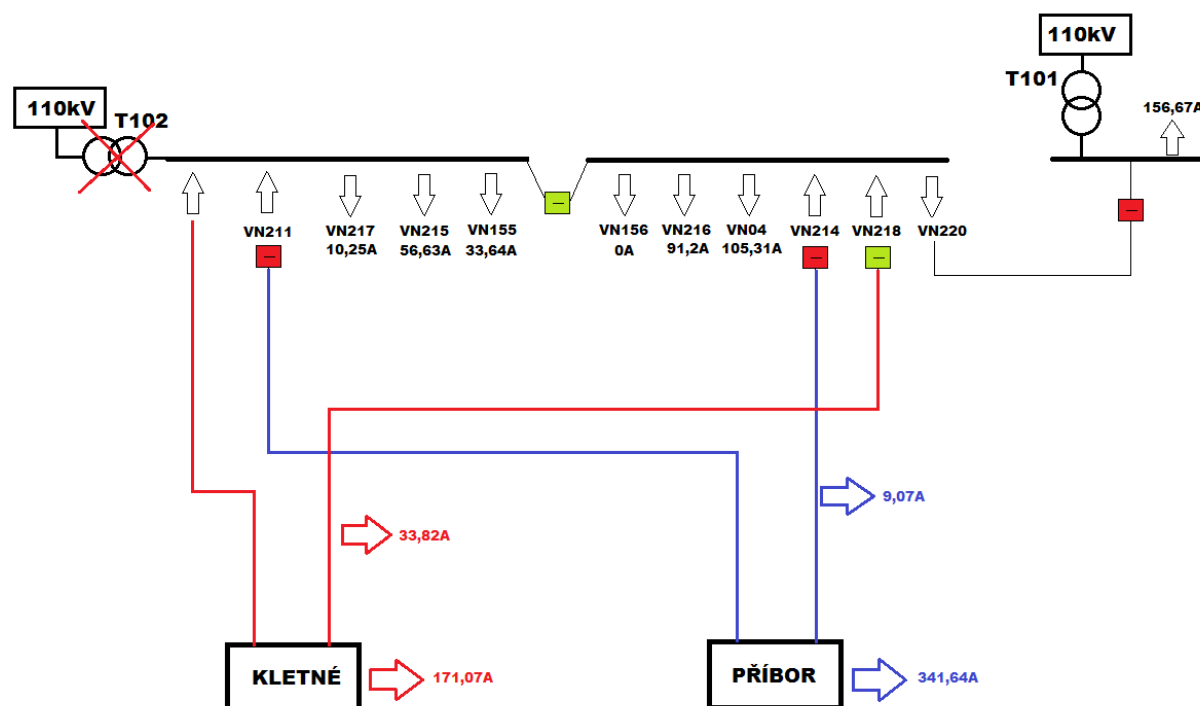 110kV
T101
156,67A
110kV
T102
VN211
VN217
10,25A
VN215
56,63A
VN155
33,64A
VN156
0A
VN216
91,2A
VN04
105,31A
VN214
VN218
VN220
9,07A
33,82A
KLETNÉ
171,07A
PŘÍBOR
341,64A